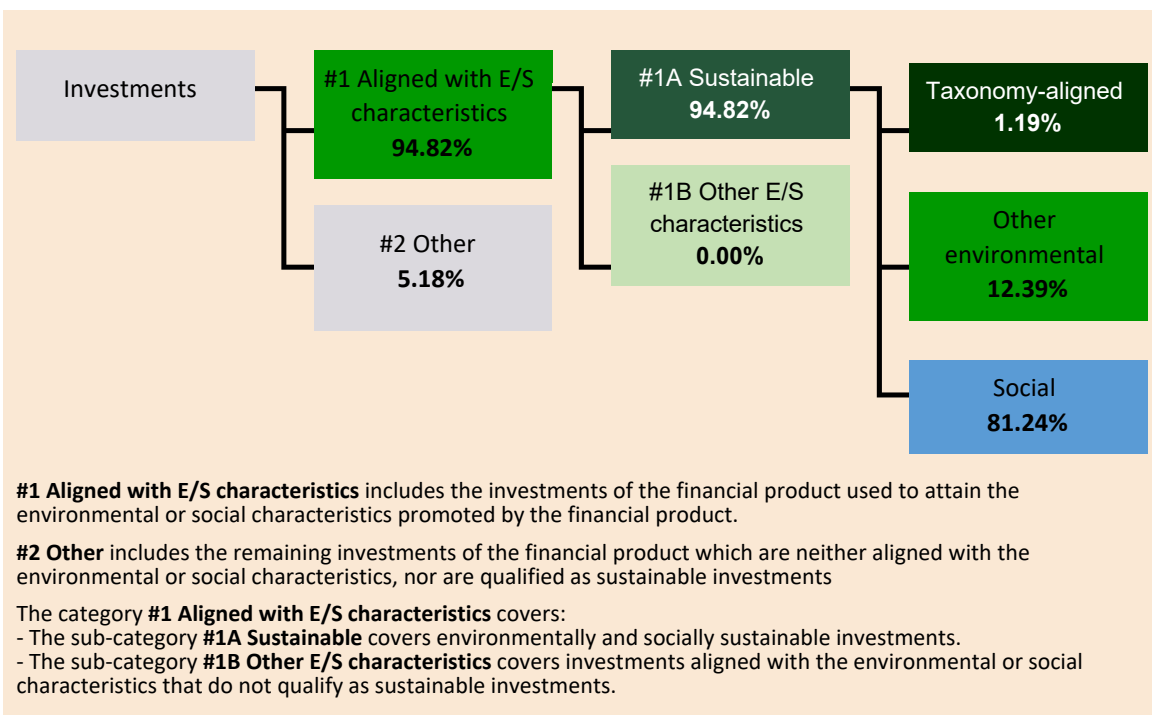 Investments
#1 Aligned with E/S
characteristics
94.82%
#2 Other
5.18%
#1A Sustainable
94.82%
#1B Other E/S
characteristics
0.00%
Taxonomy-aligned
1.19%
Other
environmental
12.39%
Social
81.24%
#1 Aligned with E/S characteristics includes the investments of the financial product used to attain the
environmental or social characteristics promoted by the financial product.
#2 Other includes the remaining investments of the financial product which are neither aligned with the
environmental or social characteristics, nor are qualified as sustainable investments
The category #1 Aligned with E/S characteristics covers:
- The sub-category #1A Sustainable covers environmentally and socially sustainable investments.
- The sub-category #1B Other E/S characteristics covers investments aligned with the environmental or social
characteristics that do not qualify as sustainable investments.